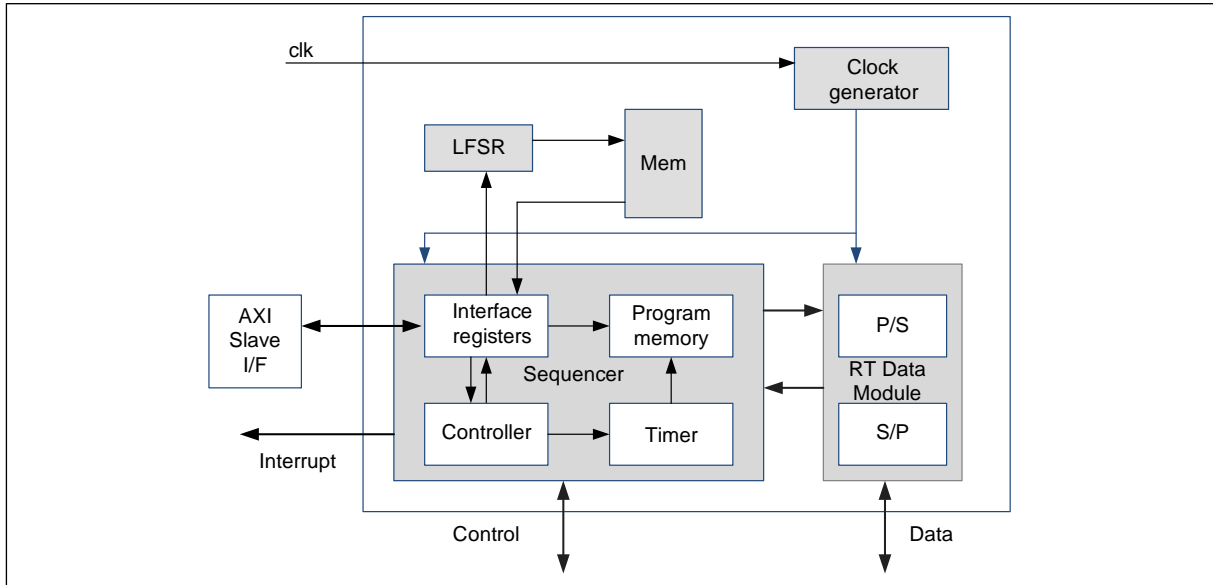 clk
Clock
generator
LFSR
Mem
AXI
Slave
I/F
Interface
registers
Program
memory
Sequencer
Controller
Timer
P/S
RT Data
Module
S/P
Interrupt
Control
Data